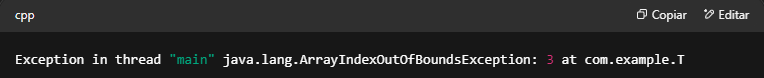 cpp
Copiar
Editar
Exception in thread "main" java.lang.ArrayIndexOutOfBoundsException: 3 at com.example.T